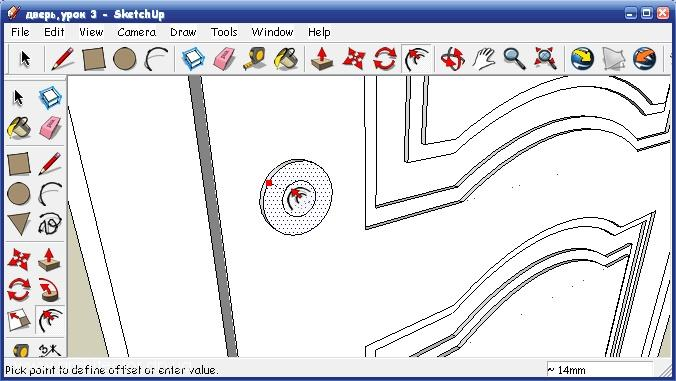 дверь,урок 3 - SketchUp
File Edit View Camera Draw Tools Window Help
Pick point to define offset or enter value.
~ 14mm